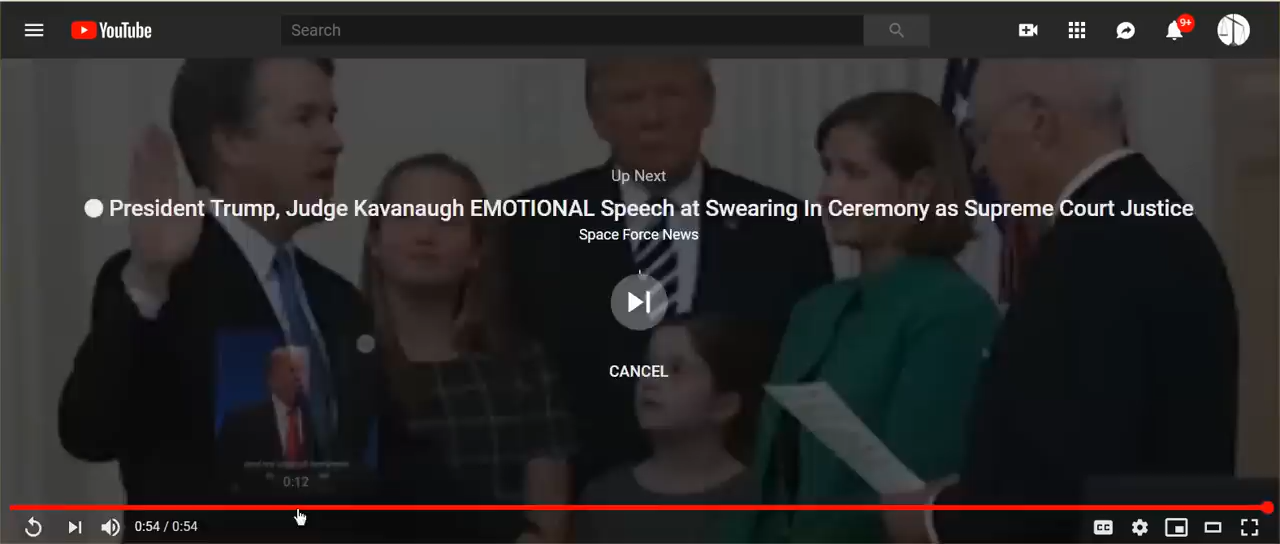 YouTube
Search
9+
Up Next
President Trump, Judge Kavanaugh EMOTIONAL Speech at Swearing In Ceremony as Supreme Court Justice
Space Force News
CANCEL
0:12
0:54 / 0:54
CC